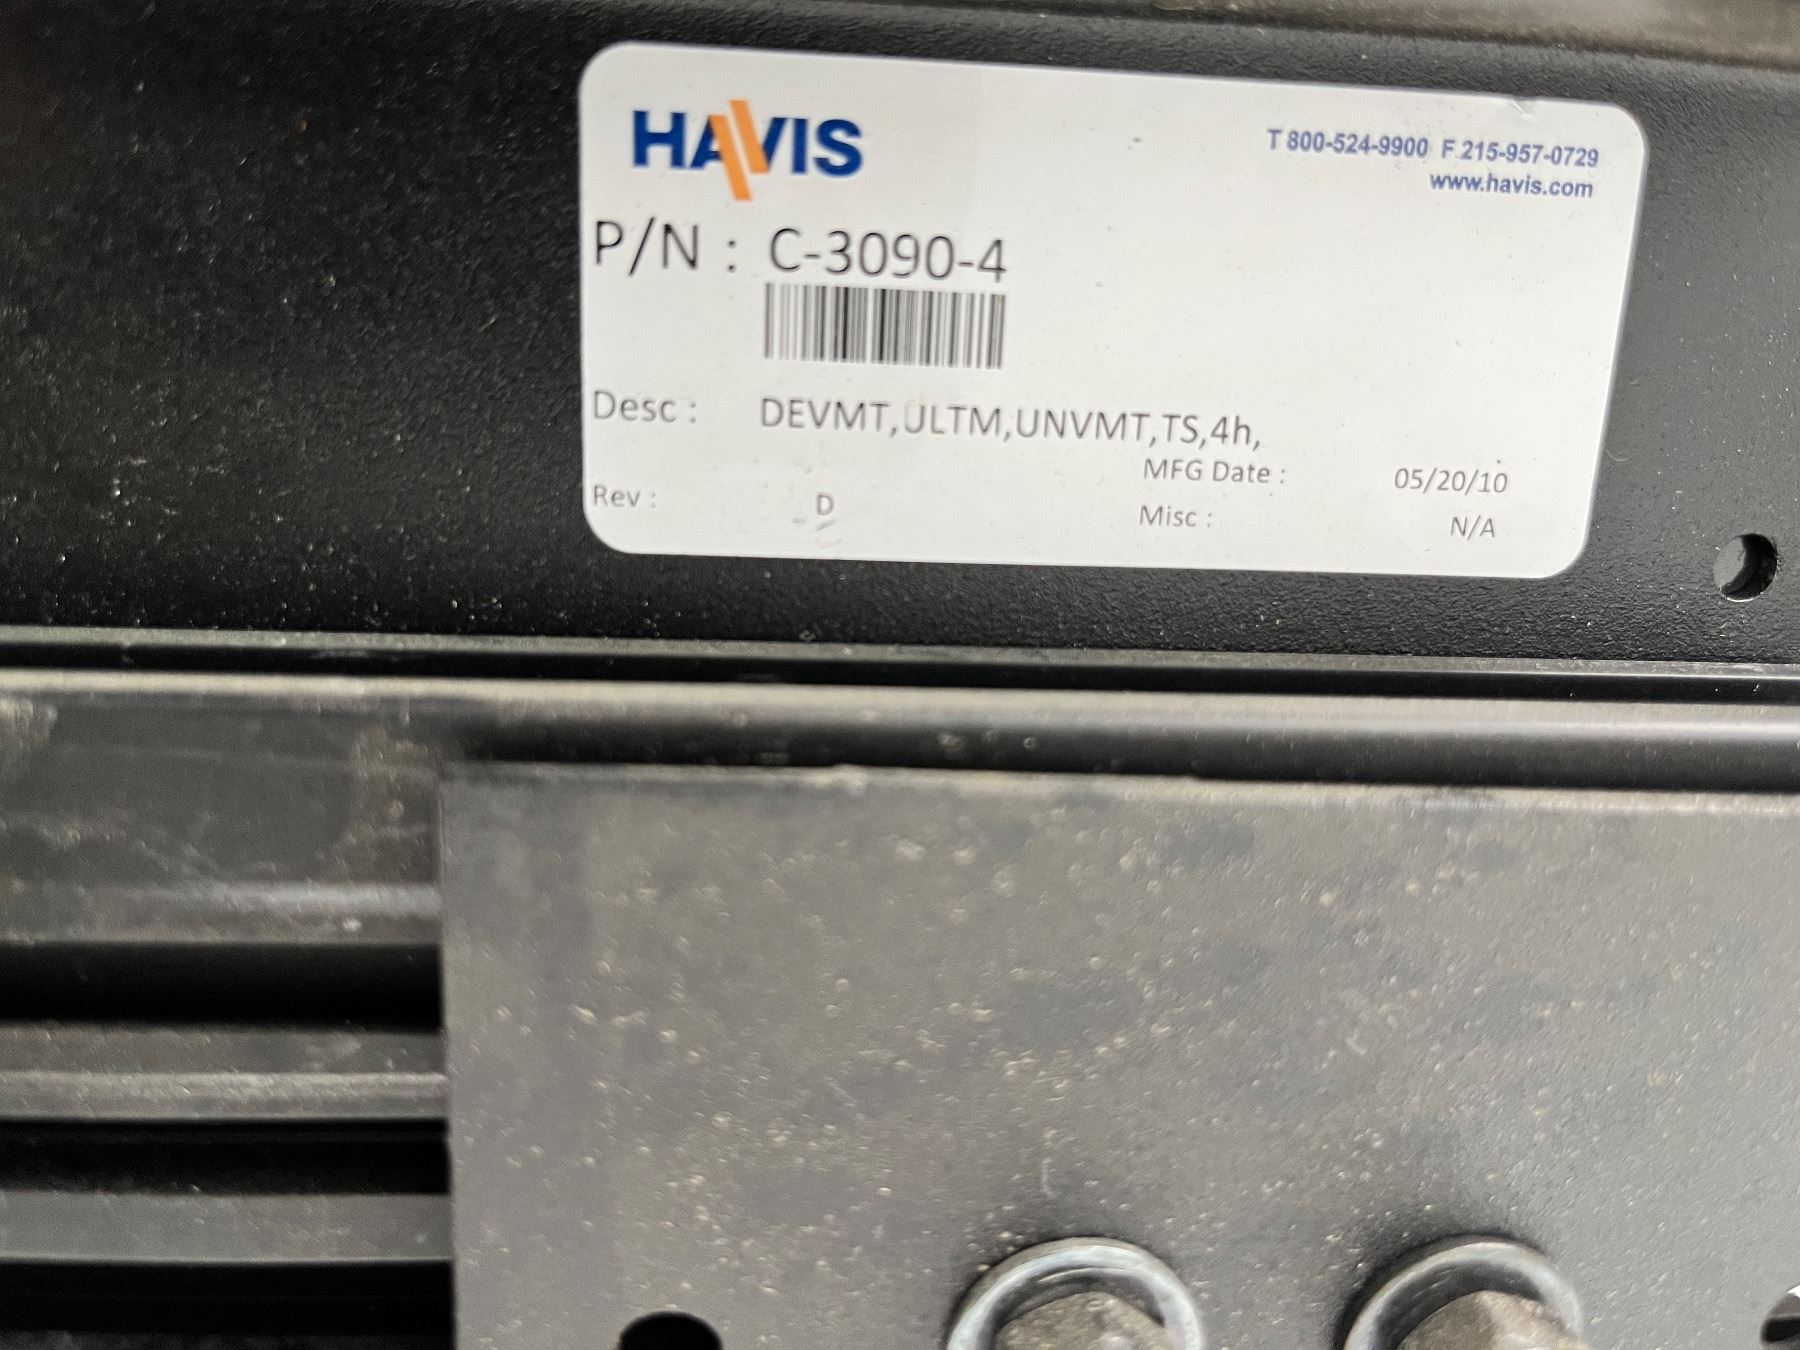 HAVIS
T 800-524-9900 F 215-957-0729
www.havis.com
P/N : C-3090-4
Desc : DEVMT,ULTM,UNVMT,TS,4h,
MFG Date : 05/20/10
Rev : D
Misc : N/A